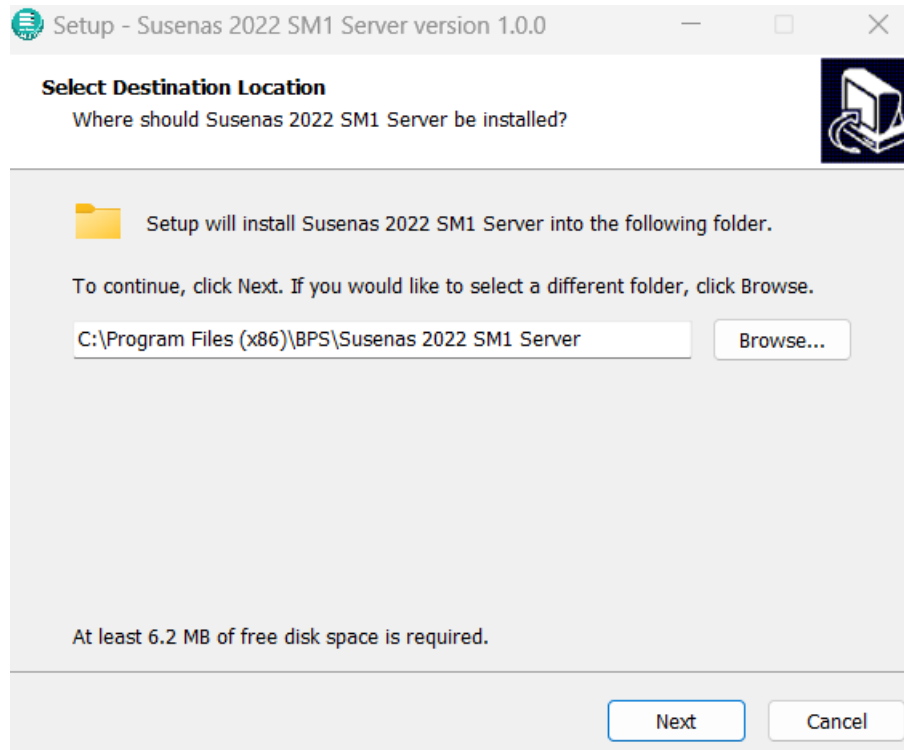 Setup - Susenas 2022 SM1 Server version 1.0.0
Select Destination Location
Where should Susenas 2022 SM1 Server be installed?
Setup will install Susenas 2022 SM1 Server into the following folder.
To continue, click Next. If you would like to select a different folder, click Browse.
C:\Program Files (x86)\BPS\Susenas 2022 SM1 Server
Browse...
At least 6.2 MB of free disk space is required.
Next
Cancel